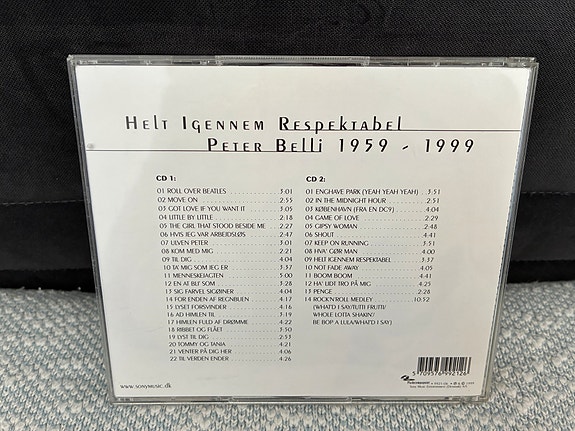 Helt Igennem Respektabel
Peter Belli 1959 - 1999
CD 1:
01 ROLL OVER BEATLES 3:01
02 MOVE ON 2:55
03 GOT LOVE IF YOU WANT IT 3:05
04 LITTLE BY LITTLE 2:18
05 THE GIRL THAT STOOD BESIDE ME 2:27
06 HVIS JEG VAR ARBEJDSLØS 2:47
07 ULVEN PETER 3:01
08 KOM MED MIG 2:21
09 TIL DIG 4:04
10 TA' MIG SOM JEG ER 3:37
11 MENNESKEJAGTEN 3:00
12 EN AT BLI' SOM 3:28
13 SIG FARVEL SIGØJNER 4:04
14 FOR ENDEN AF REGNBUEN 3:17
15 LYSET FORSVINDER 4:16
16 AD HIMLEN TIL 3:19
17 HIMLEN FULD AF DRØMME 4:22
18 RIBBET OG FLÅET 3:50
19 LYST TIL DIG 2:53
20 TOMMY OG TANIA 4:21
21 VENTER PÅ DIG HER 4:06
22 TIL VERDEN ENDER 4:26
CD 2:
01 ENGHAVE PARK (YEAH YEAH YEAH) 3:51
02 IN THE MIDNIGHT HOUR 2:51
03 KØBENHAVN (FRA EN DC9) 4:04
04 GAME OF LOVE 2:29
05 GIPSY WOMAN 2:48
06 SHOUT 4:41
07 KEEP ON RUNNING 3:51
08 HVA' GØR MAN 4:00
09 HELT IGENNEM RESPEKTABEL 3:37
10 NOT FADE AWAY 4:05
11 BOOM BOOM 4:41
12 HA' LIDT TRO PÅ MIG 4:25
13 PENGE 2:28
14 ROCK'N'ROLL MEDLEY 10:52
(WHAT'D I SAY/TUTTI FRUTTI/
WHOLE LOTTA SHAKIN'/
BE BOP A LULA/WHAT'D I SAY)
www.sonymusic.dk
5 709576 992126